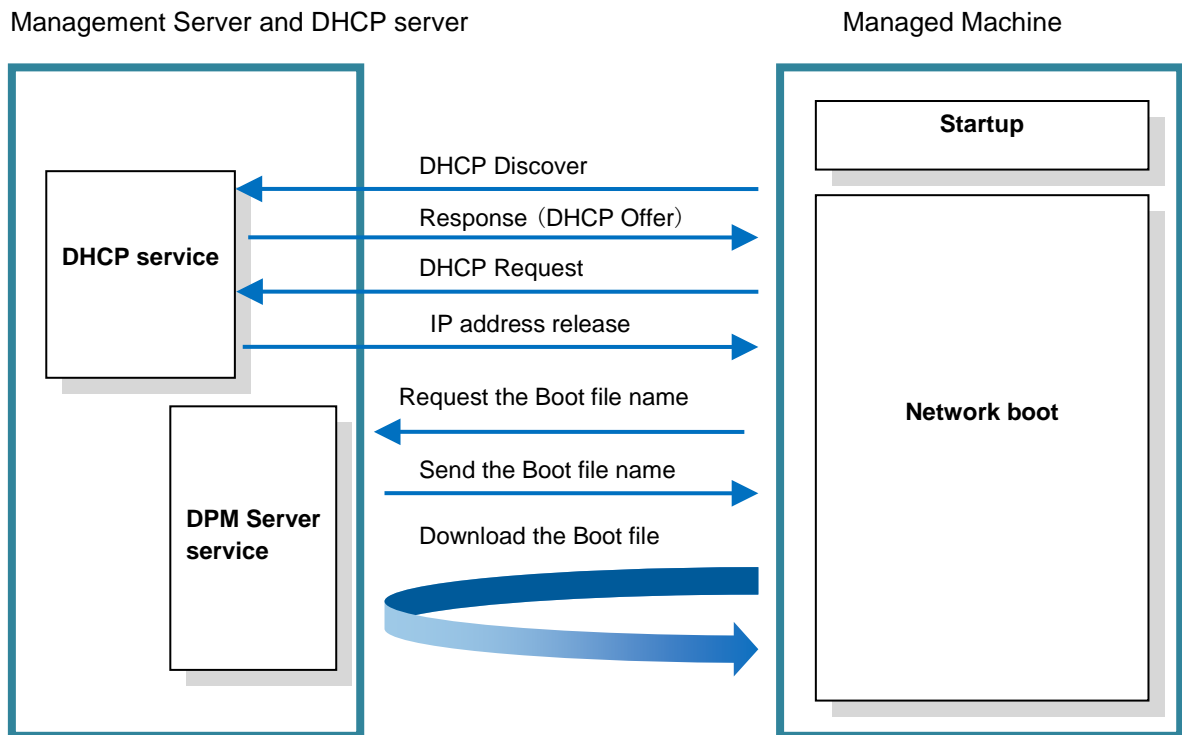 Management Server and DHCP server
Managed Machine
Startup
DHCP Discover
Response（DHCP Offer）
DHCP service
DHCP Request
IP address release
Request the Boot file name
Network boot
Send the Boot file name
DPM Server
service
Download the Boot file